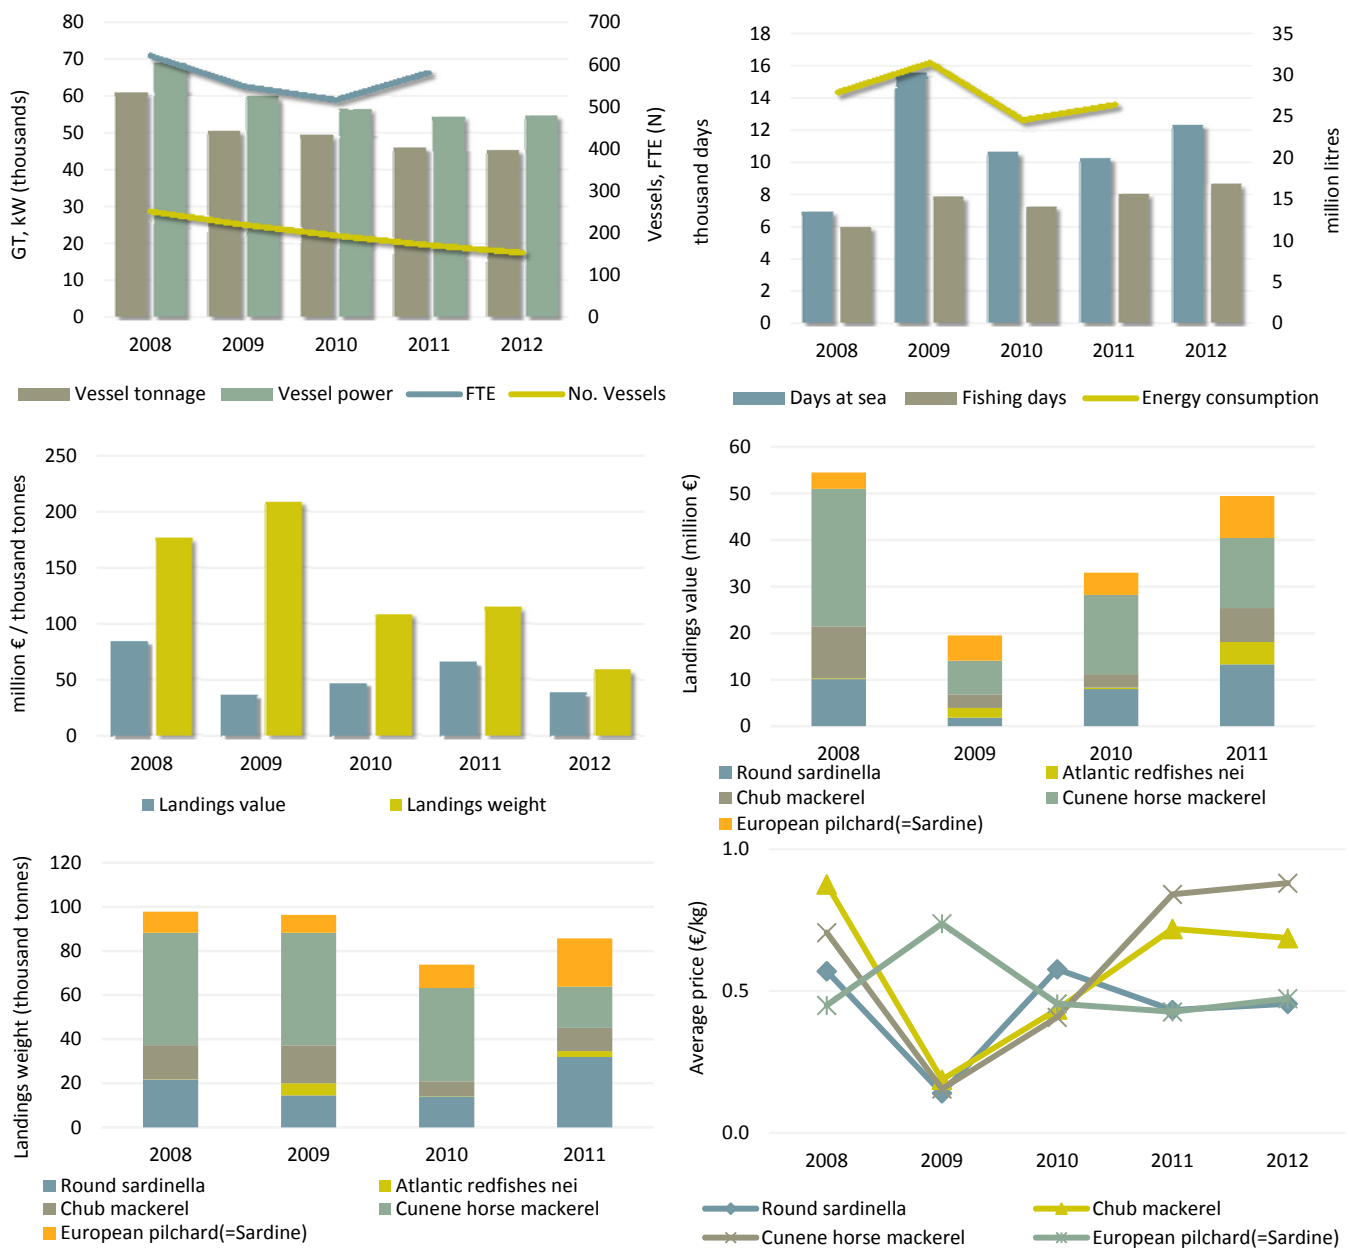 80
70
60
50
40
30
20
10
0
GT, kW (thousands)
700
600
500
400
300
200
100
0
Vessels, FTE (N)
2008 2009 2010 2011 2012
Vessel tonnage Vessel power FTE No. Vessels
18
16
14
12
10
8
6
4
2
0
thousand days
35
30
25
20
15
10
5
0
million litres
2008 2009 2010 2011 2012
Days at sea Fishing days Energy consumption
250
200
150
100
50
0
million € / thousand tonnes
2008 2009 2010 2011 2012
Landings value Landings weight
60
50
40
30
20
10
0
Landings value (million €)
2008 2009 2010 2011
Round sardinella Atlantic redfishes nei
Chub mackerel Cunene horse mackerel
European pilchard(=Sardine)
120
100
80
60
40
20
0
Landings weight (thousand tonnes)
2008 2009 2010 2011
Round sardinella Atlantic redfishes nei
Chub mackerel Cunene horse mackerel
European pilchard(=Sardine)
1.0
0.5
0.0
Average price (€/kg)
2008 2009 2010 2011 2012
Round sardinella Chub mackerel
Cunene horse mackerel European pilchard(=Sardine)